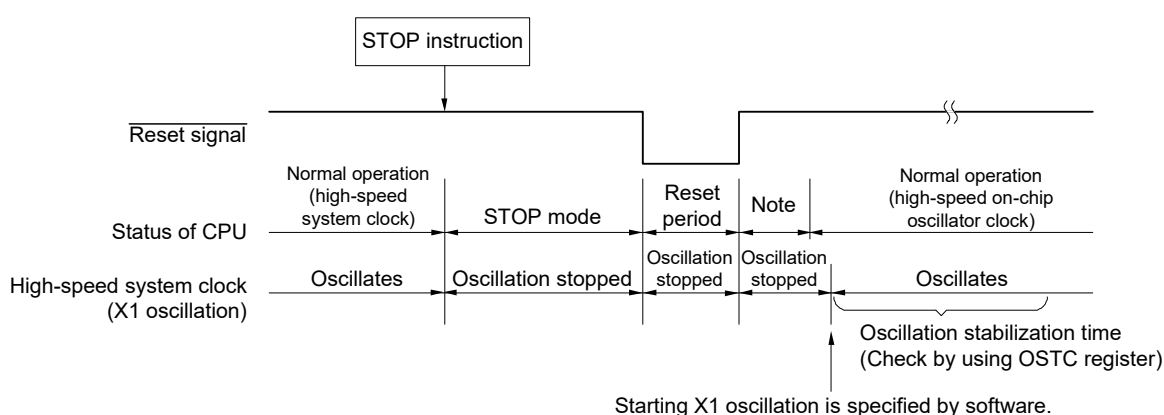 STOP instruction
Reset signal
Normal operation
(high-speed
system clock)
STOP mode
Reset
period
Note
Normal operation
(high-speed on-chip
oscillator clock)
Status of CPU
High-speed system clock
(X1 oscillation)
Oscillates
Oscillation stopped
Oscillation
stopped
Oscillation
stopped
Oscillates
Oscillation stabilization time
(Check by using OSTC register)
Starting X1 oscillation is specified by software.